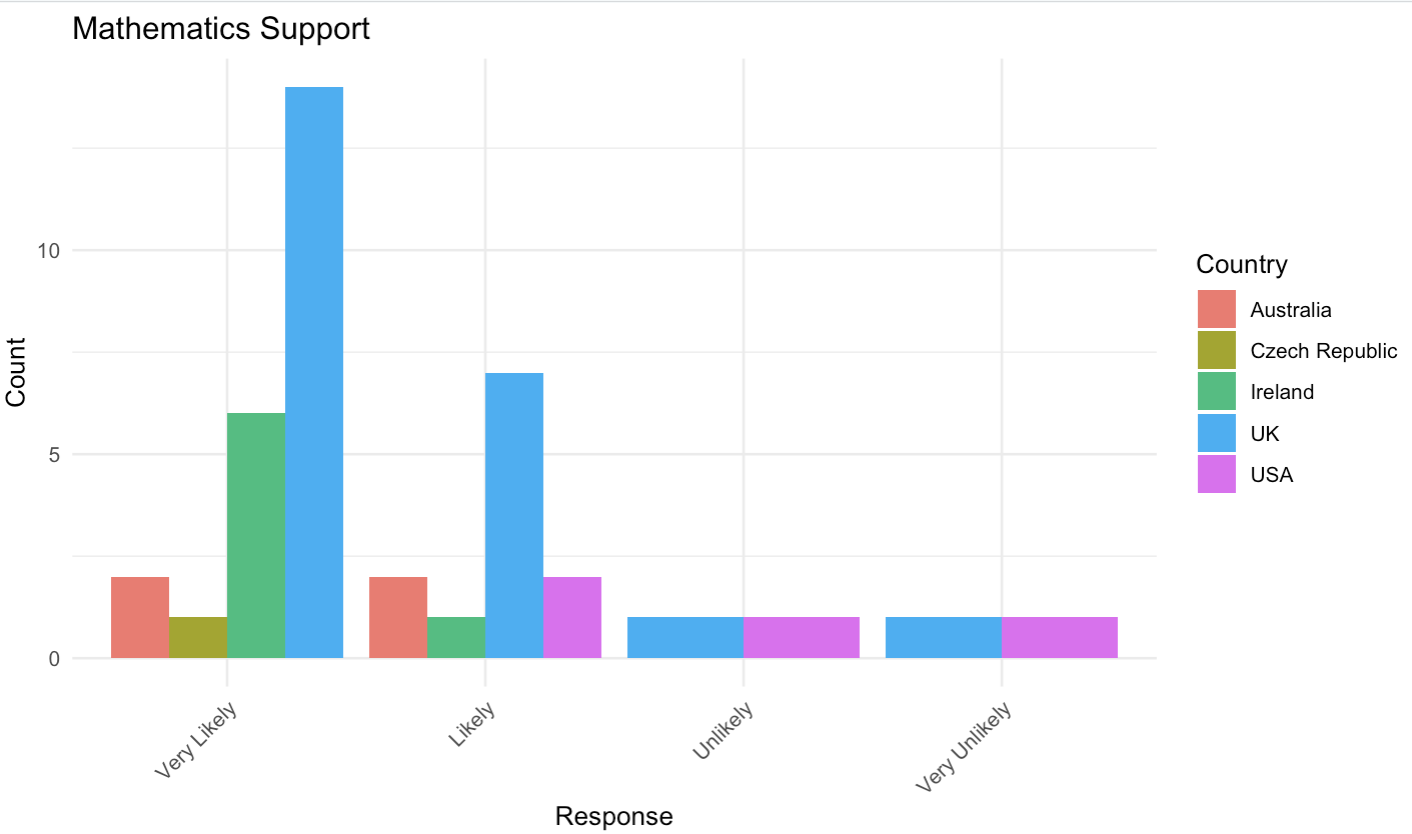 Mathematics Support
10
5
0
Count
Very Likely
Likely
Unlikely
Very Unlikely
Response
Country
Australia
Czech Republic
Ireland
UK
USA